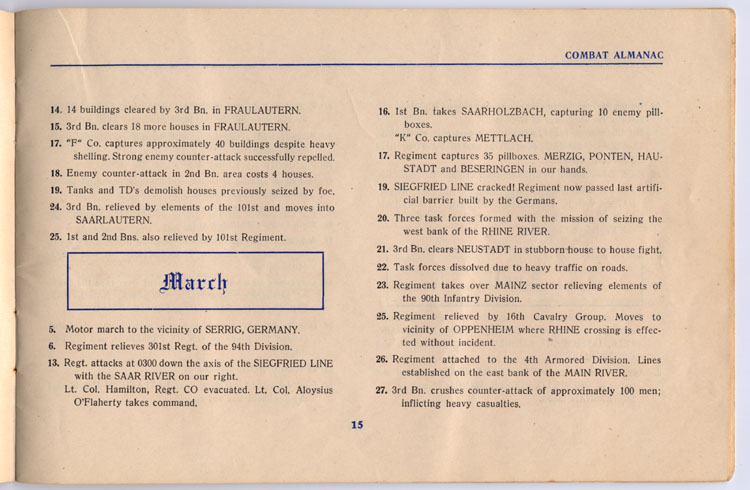 COMBAT ALMANAC
14. 14 buildings cleared by 3rd Bn. in FRAULAUTERN.
15. 3rd Bn. clears 18 more houses in FRAULAUTERN.
17. "F" Co. captures approximately 40 buildings despite heavy
shelling. Strong enemy counter-attack successfully repelled.
18. Enemy counter-attack in 2nd Bn. area costs 4 houses.
19. Tanks and TD's demolish houses previously seized by foe.
24. 3rd Bn. relieved by elements of the 101st and moves into
SAARLAUTERN.
25. 1st and 2nd Bns. also relieved by 101st Regiment.
March
5. Motor march to the vicinity of SERRIG, GERMANY.
6. Regiment relieves 301st Regt. of the 94th Division.
13. Regt. attacks at 0300 down the axis of the SIEGFRIED LINE
with the SAAR RIVER on our right.
Lt. Col. Hamilton, Regt. CO evacuated. Lt. Col. Aloysius
O'Flaherty takes command.
16. 1st Bn. takes SAARHOLZBACH, capturing 10 enemy pill-
boxes.
"K" Co. captures METTLACH.
17. Regiment captures 35 pillboxes. MERZIG, PONTEN, HAU-
STADT and BESERINGEN in our hands.
19. SIEGFRIED LINE cracked! Regiment now passed last artifi-
cial barrier built by the Germans.
20. Three task forces formed with the mission of seizing the
west bank of the RHINE RIVER.
21. 3rd Bn. clears NEUSTADT in stubborn house to house fight.
22. Task forces dissolved due to heavy traffic on roads.
23. Regiment takes over MAINZ sector relieving elements of
the 90th Infantry Division.
25. Regiment relieved by 16th Cavalry Group. Moves to
vicinity of OPPENHEIM where RHINE crossing is effec-
ted without incident.
26. Regiment attached to the 4th Armored Division. Lines
established on the east bank of the MAIN RIVER.
27. 3rd Bn. crushes counter-attack of approximately 100 men;
inflicting heavy casualties.
15